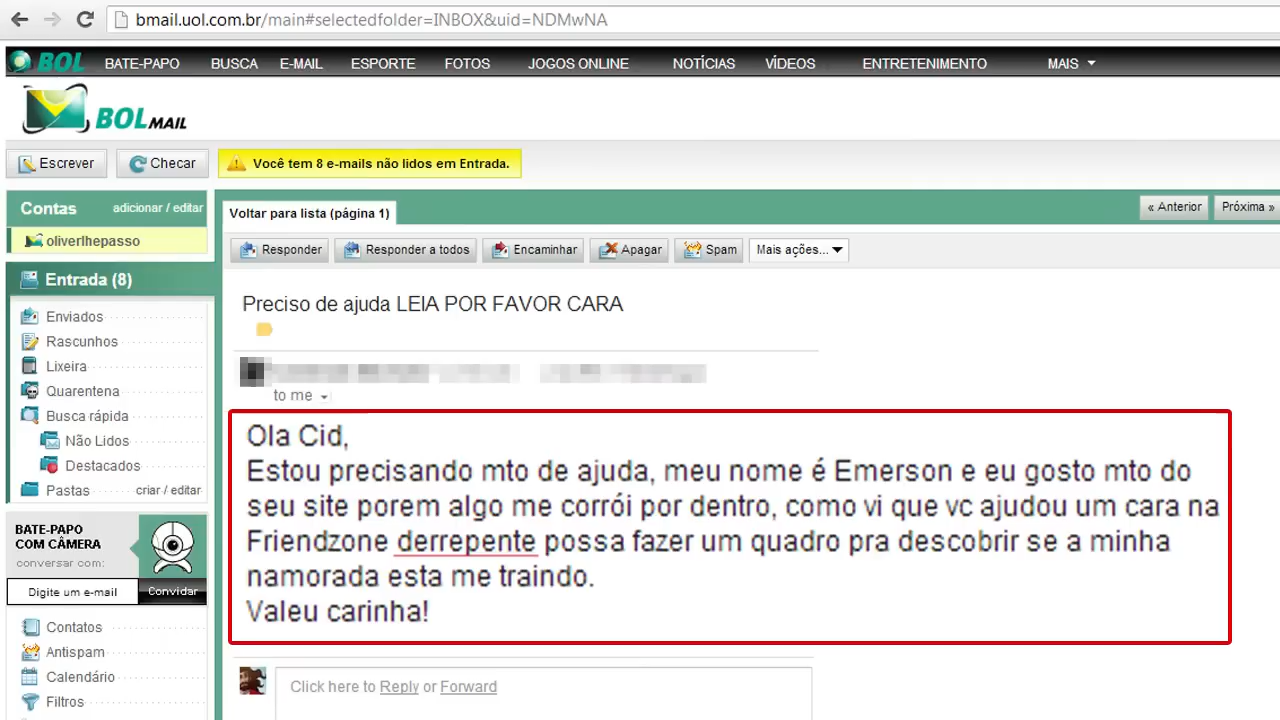 bmail.uol.com.br/main#selectedfolder=INBOX&uid=NDMwNA
BOL BATE-PAPO BUSCA E-MAIL ESPORTE FOTOS JOGOS ONLINE NOTÍCIAS VÍDEOS ENTRETENIMENTO MAIS
BOL MAIL
Escrever Checar Você tem 8 e-mails não lidos em Entrada.
Contas adicionar / editar
oliverlhepasso
Entrada (8)
Enviados
Rascunhos
Lixeira
Quarentena
Busca rápida
Não Lidos
Destacados
Pastas criar / editar
BATE-PAPO
COM CÂMERA
conversar com:
Digite um e-mail Convidar
Contatos
Antispam
Calendário
Filtros
Voltar para lista (página 1) « Anterior Próxima »
Responder Responder a todos Encaminhar Apagar Spam Mais ações...
Preciso de ajuda LEIA POR FAVOR CARA
to me
Ola Cid,
Estou precisando mto de ajuda, meu nome é Emerson e eu gosto mto do
seu site porem algo me corrói por dentro, como vi que vc ajudou um cara na
Friendzone derrepente possa fazer um quadro pra descobrir se a minha
namorada esta me traindo.
Valeu carinha!
Click here to Reply or Forward